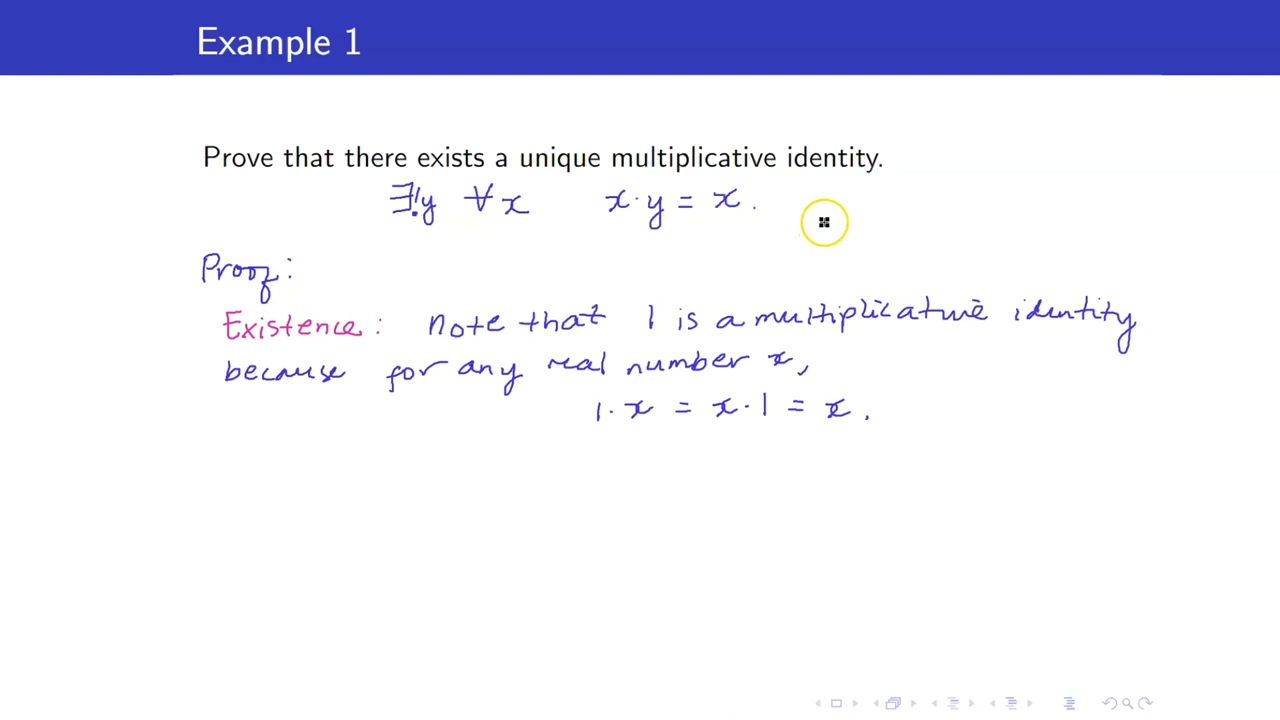 Example 1
Prove that there exists a unique multiplicative identity.
∃!y ∀x x·y = x.
Proof:
Existence: note that 1 is a multiplicative identity
because for any real number x,
1·x = x·1 = x.